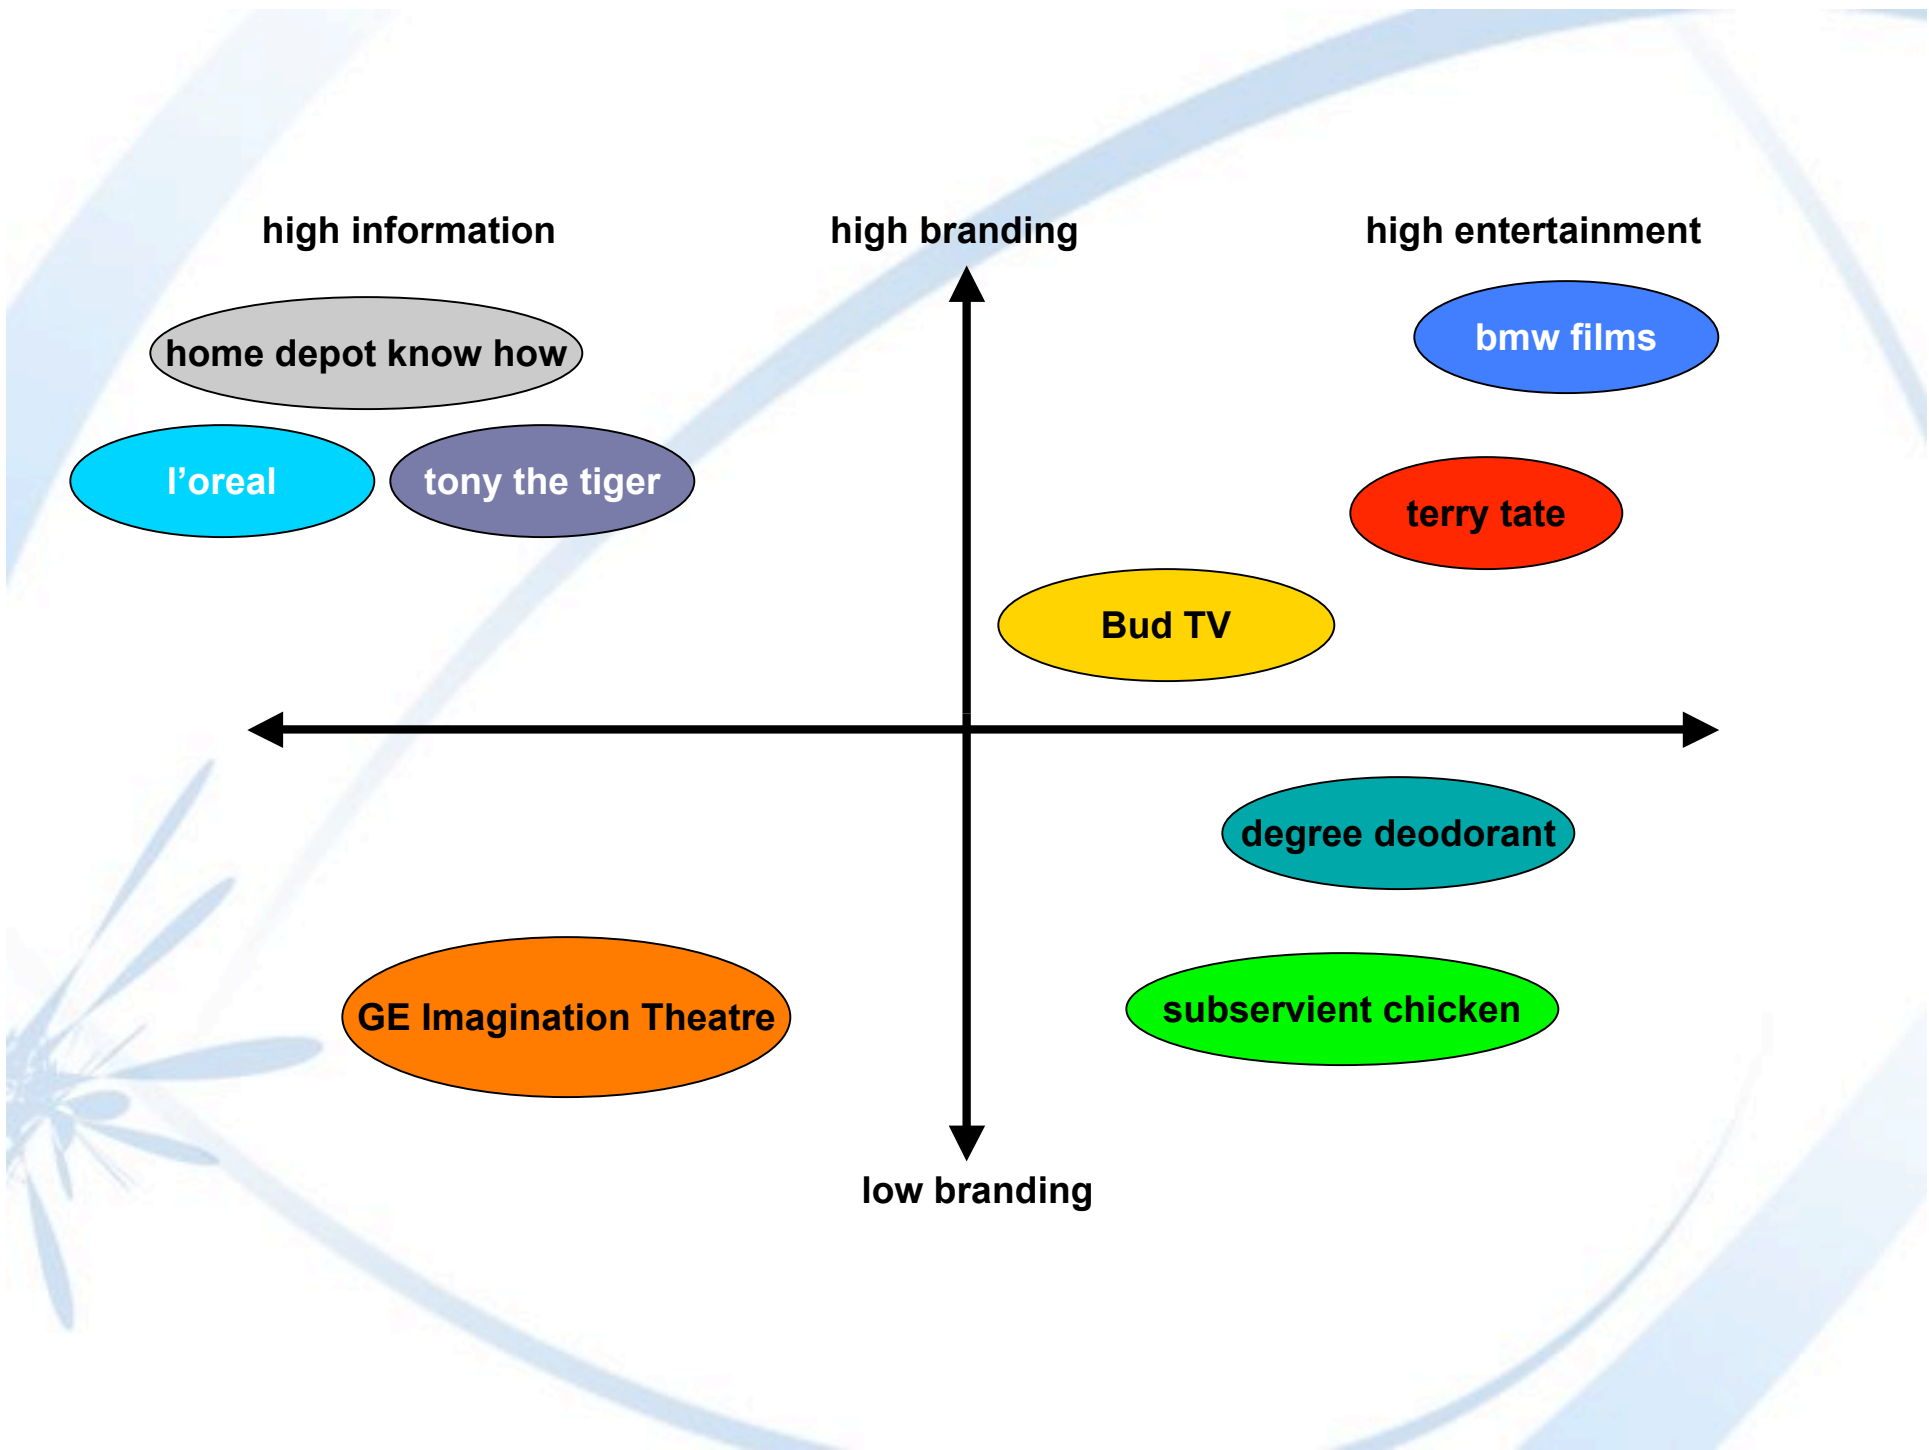 high information
high branding
high entertainment
home depot know how
bmw films
l’oreal
tony the tiger
terry tate
Bud TV
degree deodorant
GE Imagination Theatre
subservient chicken
low branding